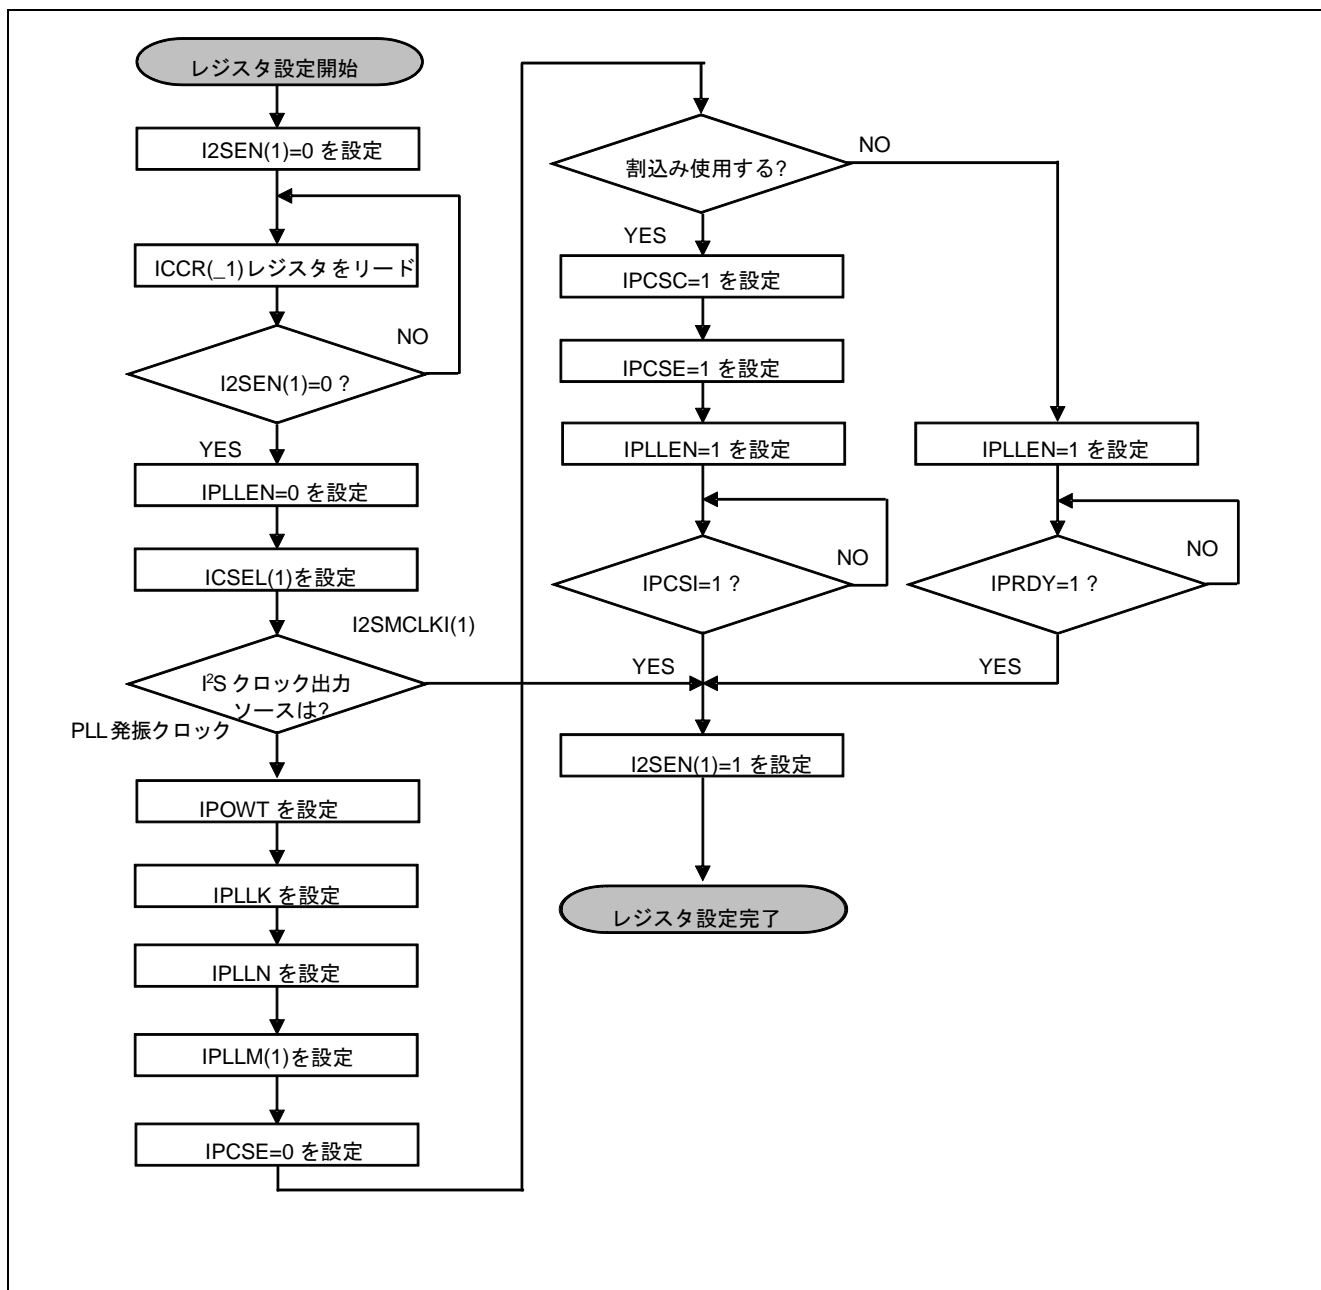 レジスタ設定開始
I2SEN(1)=0 を設定
ICCR(_1)レジスタをリード
NO
I2SEN(1)=0 ?
YES
IPLLEN=0 を設定
ICSEL(1)を設定
I2SMCLKI(1)
I²S クロック出力
ソースは?
PLL 発振クロック
IPOWT を設定
IPLLK を設定
IPLLN を設定
IPLLM(1)を設定
IPCSE=0 を設定
割込み使用する?
NO
YES
IPCSC=1 を設定
IPCSE=1 を設定
IPLLEN=1 を設定
IPLLEN=1 を設定
NO
IPCSI=1 ?
YES
NO
IPRDY=1 ?
YES
I2SEN(1)=1 を設定
レジスタ設定完了